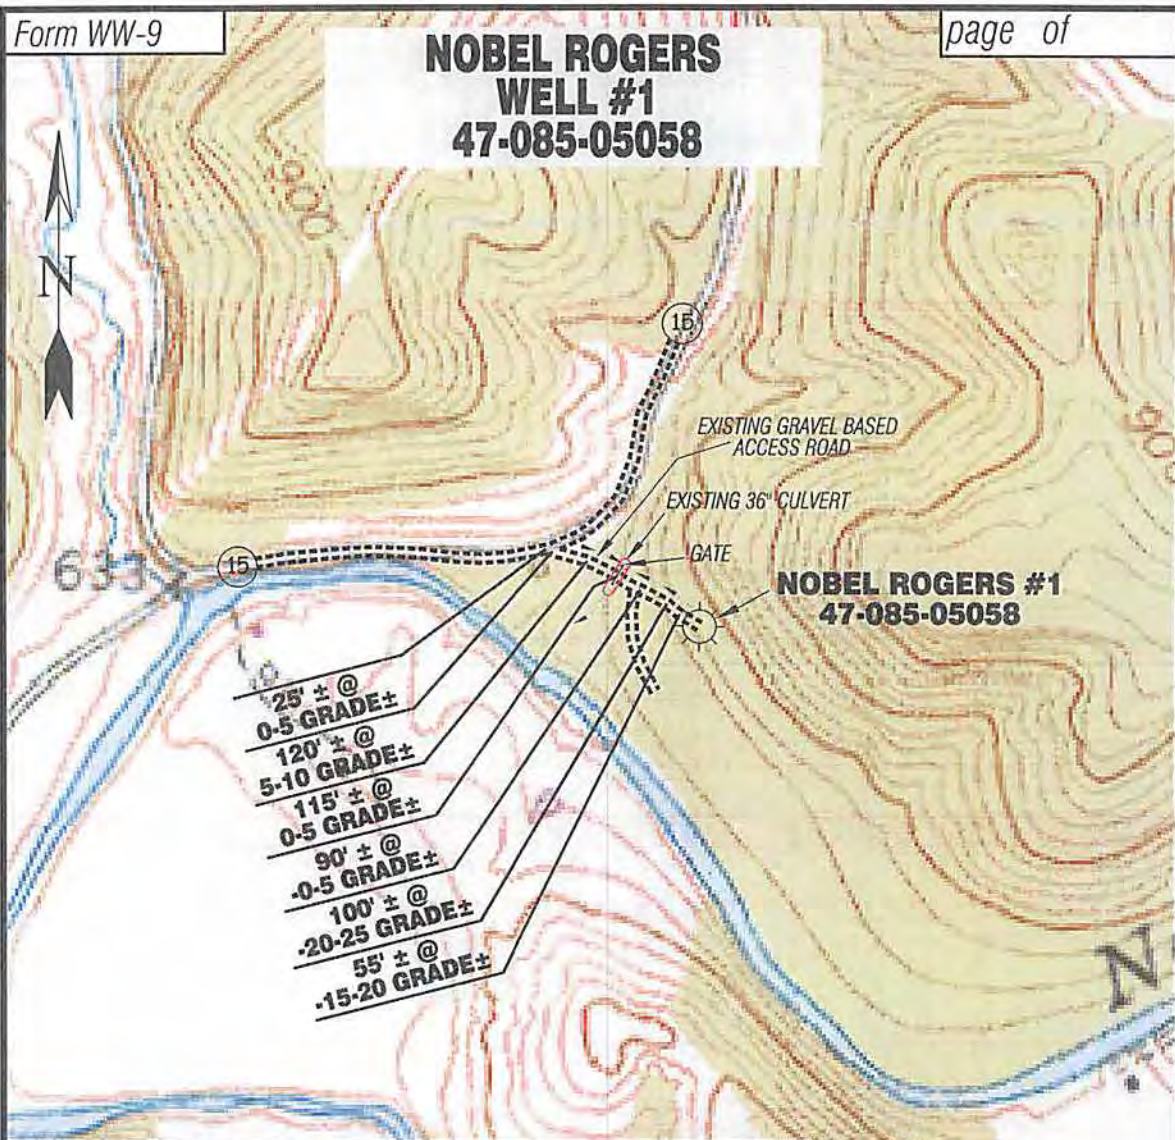 Form WW-9
page of
NOBEL ROGERS
WELL #1
47-085-05058
900
N
15
EXISTING GRAVEL BASED
ACCESS ROAD
EXISTING 36" CULVERT
GATE
15
NOBEL ROGERS #1
47-085-05058
25' ± @
0-5 GRADE±
120' ± @
5-10 GRADE±
115' ± @
0-5 GRADE±
90' ± @
-0-5 GRADE±
100' ± @
-20-25 GRADE±
55' ± @
-15-20 GRADE±
N